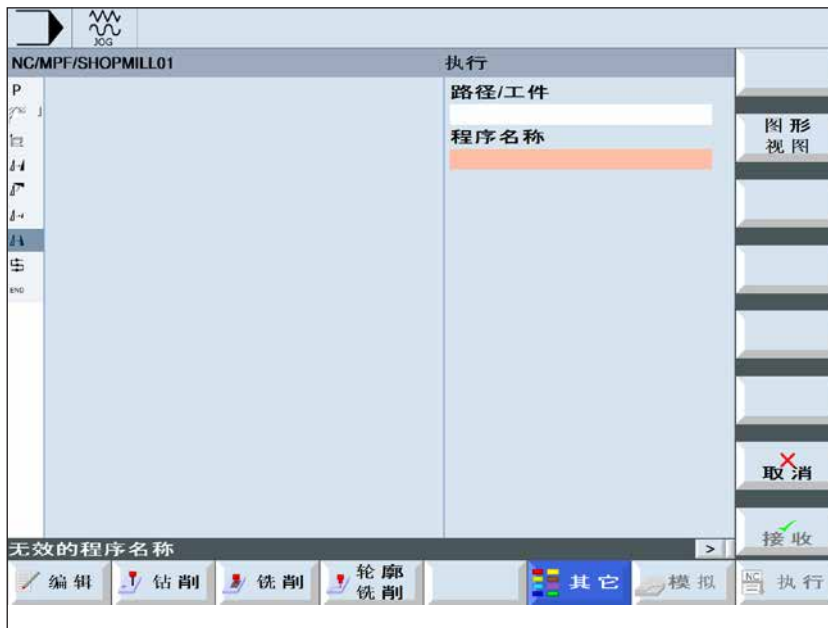 JOG
NC/MPF/SHOPMILL01
执行
P
路径/工件
程序名称
END
图形
视图
取消
接收
无效的程序名称
>
编辑
钻削
铣削
轮廓
铣削
其它
模拟
NC
执行